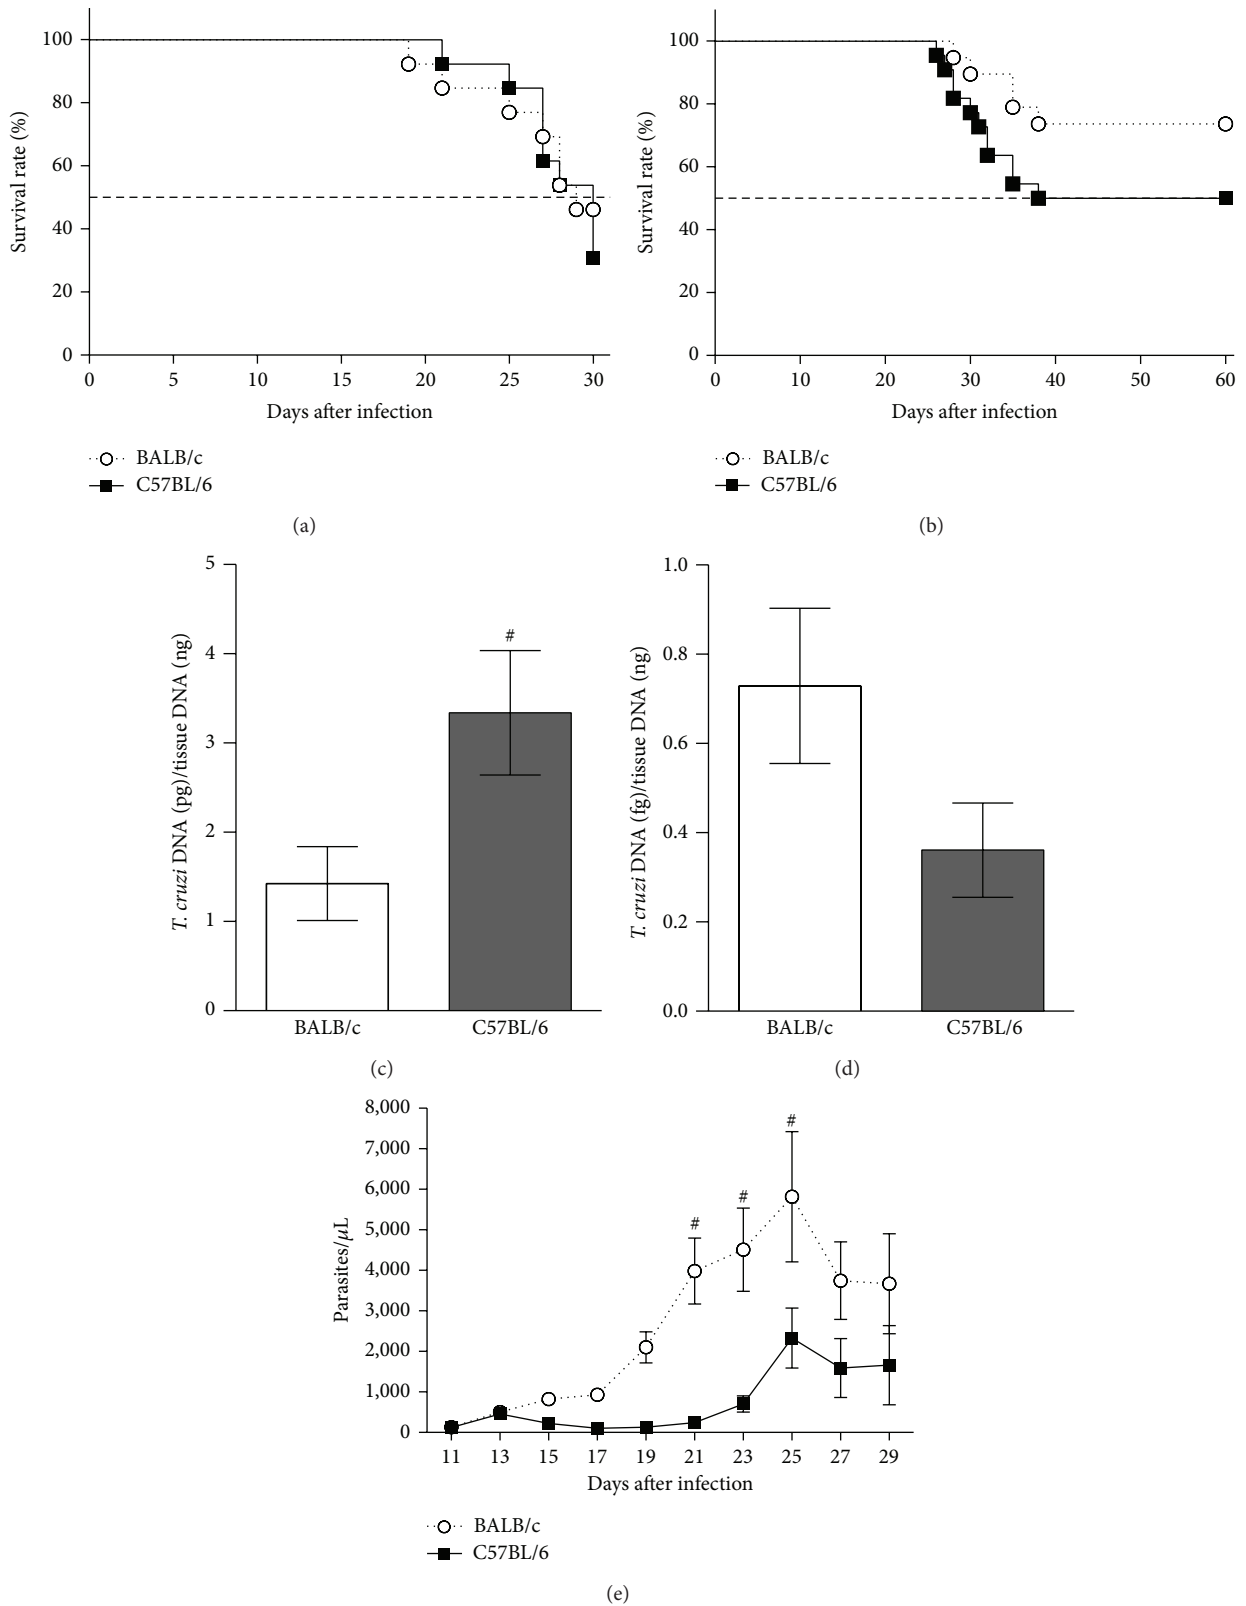 100
80
60
40
20
0
Survival rate (%)
0 5 10 15 20 25 30
Days after infection
BALB/c
C57BL/6
(a)
100
80
60
40
20
0
Survival rate (%)
0 10 20 30 40 50 60
Days after infection
BALB/c
C57BL/6
(b)
5
4
3
2
1
0
T. cruzi DNA (pg)/tissue DNA (ng)
#
BALB/c C57BL/6
(c)
1.0
0.8
0.6
0.4
0.2
0.0
T. cruzi DNA (fg)/tissue DNA (ng)
BALB/c C57BL/6
(d)
8,000
7,000
6,000
5,000
4,000
3,000
2,000
1,000
0
Parasites/μL
# # #
11 13 15 17 19 21 23 25 27 29
Days after infection
BALB/c
C57BL/6
(e)